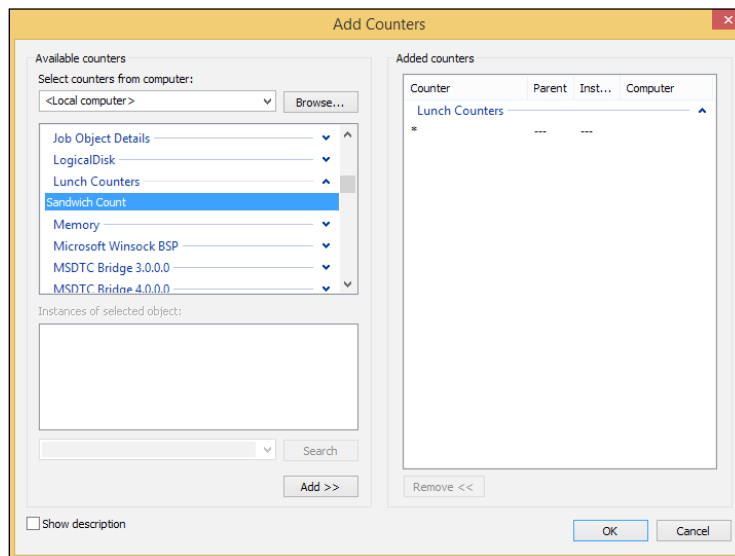 Add Counters
Available counters
Select counters from computer:
<Local computer>
Browse...
Job Object Details
LogicalDisk
Lunch Counters
Sandwich Count
Memory
Microsoft Winsock BSP
MSDTC Bridge 3.0.0.0
MSDTC Bridge 4.0.0.0
Instances of selected object:
Search
Add >>
Show description
Added counters
Counter Parent Inst... Computer
Lunch Counters
* --- ---
Remove <<
OK Cancel